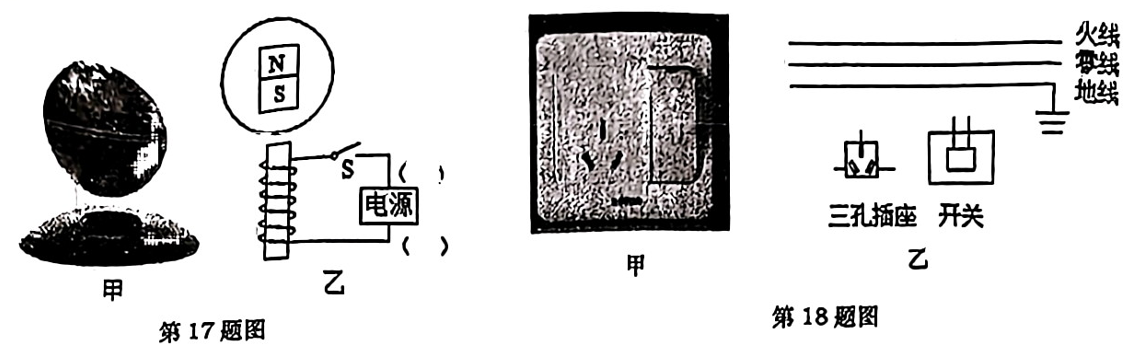 N
S
S
(  )
电源
(  )
甲
乙
第17题图
火线
零线
地线
三孔插座
开关
甲
乙
第18题图